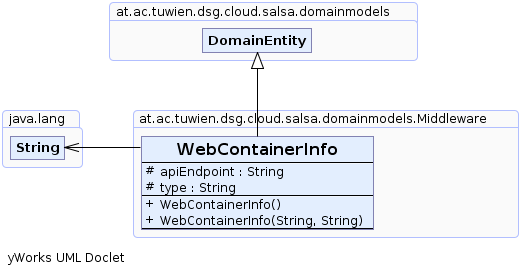 at.ac.tuwien.dsg.cloud.salsa.domainmodels
DomainEntity
java.lang
String
at.ac.tuwien.dsg.cloud.salsa.domainmodels.Middleware
WebContainerInfo
# apiEndpoint : String
# type : String
+ WebContainerInfo()
+ WebContainerInfo(String, String)
yWorks UML Doclet